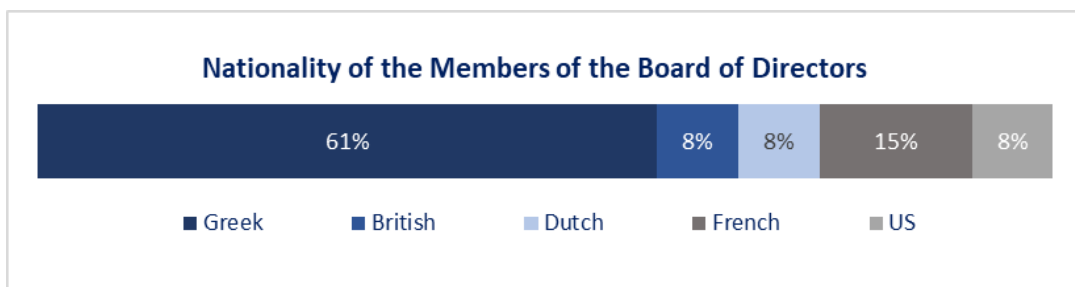 Nationality of the Members of the Board of Directors
61% 8% 8% 15% 8%
Greek British Dutch French US